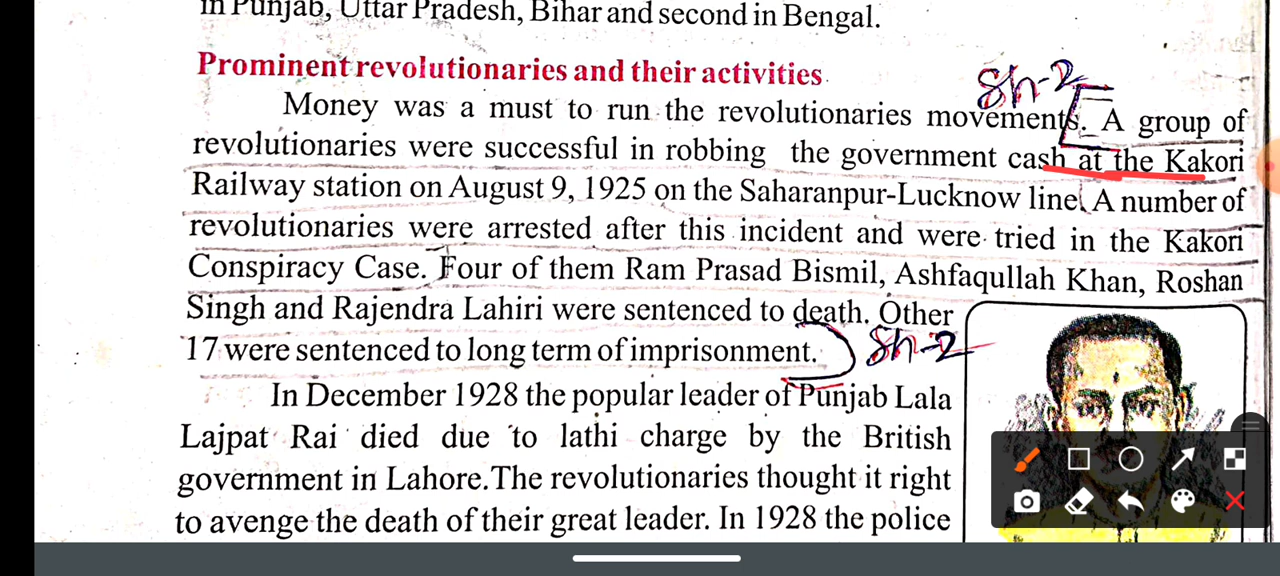 in Punjab, Uttar Pradesh, Bihar and second in Bengal.
Prominent revolutionaries and their activities
Sh-2
Money was a must to run the revolutionaries movements. A group of
revolutionaries were successful in robbing the government cash at the Kakori
Railway station on August 9, 1925 on the Saharanpur-Lucknow line. A number of
revolutionaries were arrested after this incident and were tried in the Kakori
Conspiracy Case. Four of them Ram Prasad Bismil, Ashfaqullah Khan, Roshan
Singh and Rajendra Lahiri were sentenced to death. Other
17 were sentenced to long term of imprisonment. Sh-2
In December 1928 the popular leader of Punjab Lala
Lajpat Rai died due to lathi charge by the British
government in Lahore. The revolutionaries thought it right
to avenge the death of their great leader. In 1928 the police